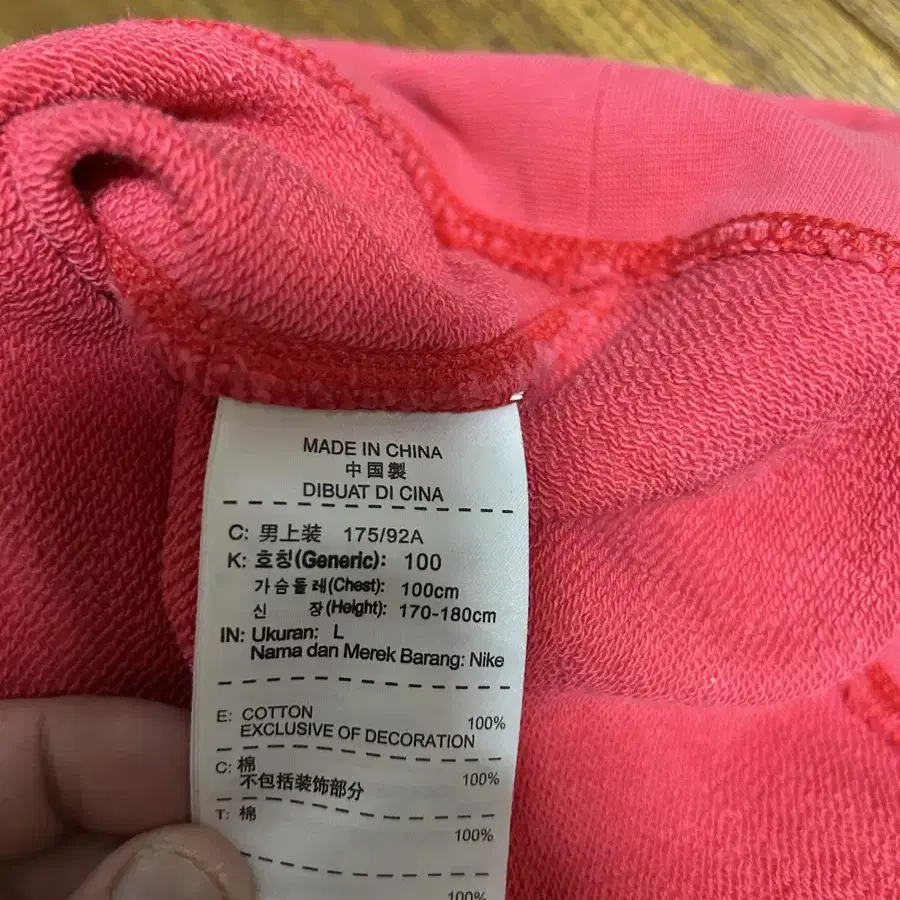 MADE IN CHINA
中国製
DIBUAT DI CINA
C: 男上装 175/92A
K: 호칭(Generic): 100
가슴둘레(Chest): 100cm
신 장(Height): 170-180cm
IN: Ukuran: L
Nama dan Merek Barang: Nike
E: COTTON 100%
EXCLUSIVE OF DECORATION
C: 棉 100%
不包括装饰部分
T: 棉 100%
100%